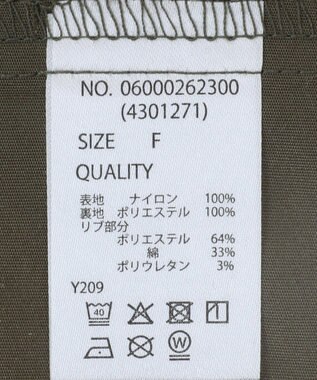 NO. 06000262300
(4301271)
SIZE F
QUALITY
表地 ナイロン 100%
裏地 ポリエステル 100%
リブ部分
ポリエステル 64%
綿 33%
ポリウレタン 3%
Y209
40
W